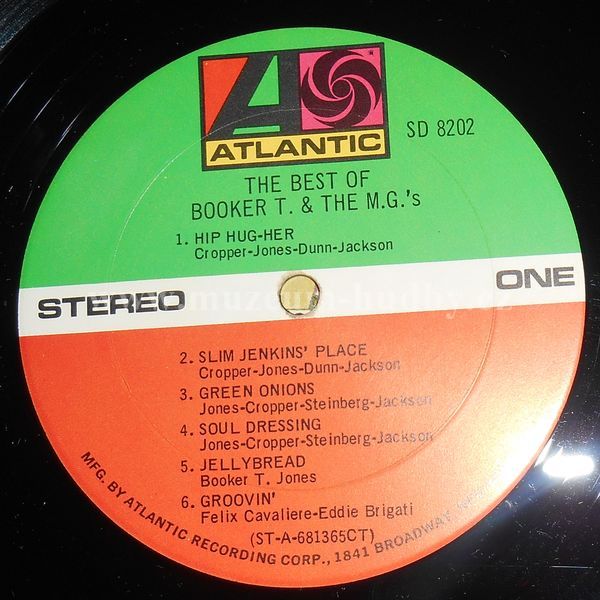 ATLANTIC
SD 8202
THE BEST OF
BOOKER T. & THE M.G.'s
1. HIP HUG-HER
Cropper-Jones-Dunn-Jackson
STEREO
ONE
2. SLIM JENKINS' PLACE
Cropper-Jones-Dunn-Jackson
3. GREEN ONIONS
Jones-Cropper-Steinberg-Jackson
4. SOUL DRESSING
Jones-Cropper-Steinberg-Jackson
5. JELLYBREAD
Booker T. Jones
6. GROOVIN'
Felix Cavaliere-Eddie Brigati
(ST-A-681365CT)
MFG. BY ATLANTIC RECORDING CORP., 1841 BROADWAY